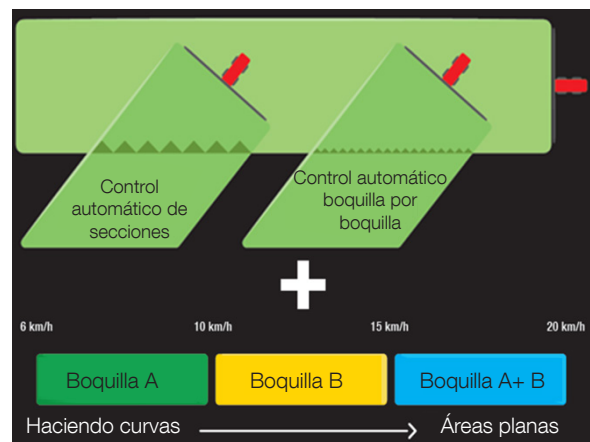 Control
automático de
secciones
Control automático
boquilla por
boquilla
6 km/h 10 km/h 15 km/h 20 km/h
Boquilla A Boquilla B Boquilla A+ B
Haciendo curvas Áreas planas